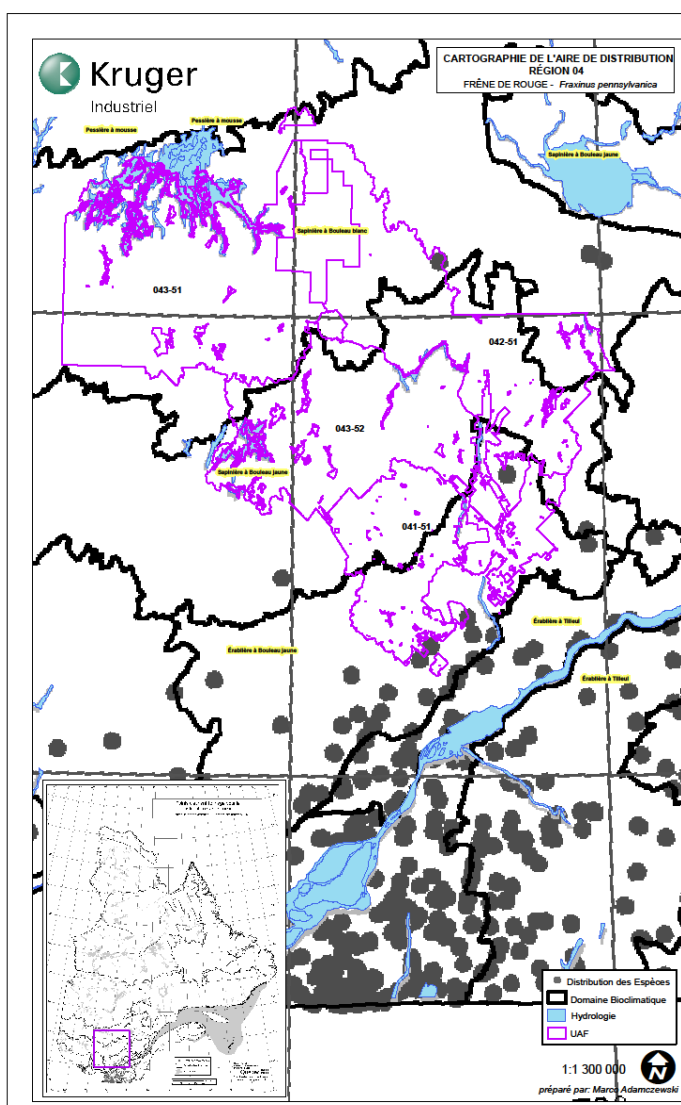 Kruger
Industriel
CARTOGRAPHIE DE L'AIRE DE DISTRIBUTION
RÉGION 04
FRÊNE DE ROUGE - Fraxinus pennsylvanica
Pessière à mousse
Pessière à mousse
Sapinière à Bouleau jaune
Sapinière à Bouleau blanc
043-51
042-51
043-52
Sapinière à Bouleau jaune
041-51
Érablière à Bouleau jaune
Érablière à Tilleul
Érablière à Tilleul
Distribution des Espèces
Domaine Bioclimatique
Hydrologie
UAF
1:1 300 000
N
préparé par: Marco Adamczewski